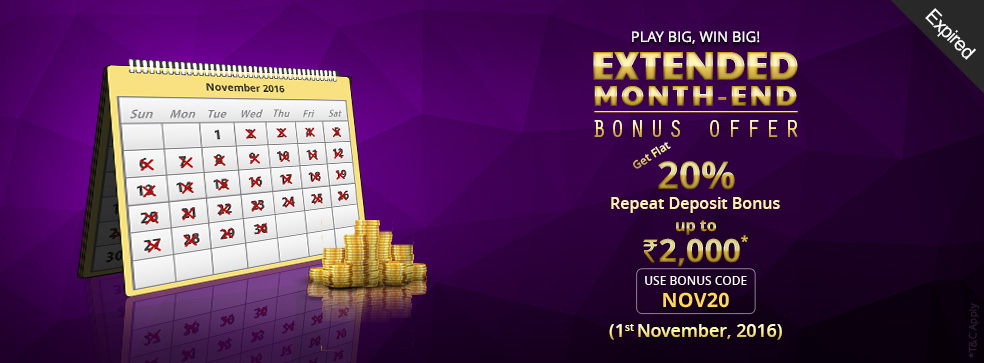 November 2016
Sun Mon Tue Wed Thu Fri Sat
1 2 3 4 5
6 7 8 9 10 11 12
13 14 15 16 17 18 19
20 21 22 23 24 25 26
27 28 29 30
30
PLAY BIG, WIN BIG!
EXTENDED
MONTH-END
BONUS OFFER
Get Flat
20%
Repeat Deposit Bonus
up to
₹2,000*
USE BONUS CODE
NOV20
(1st November, 2016)
Expired
*T&C Apply